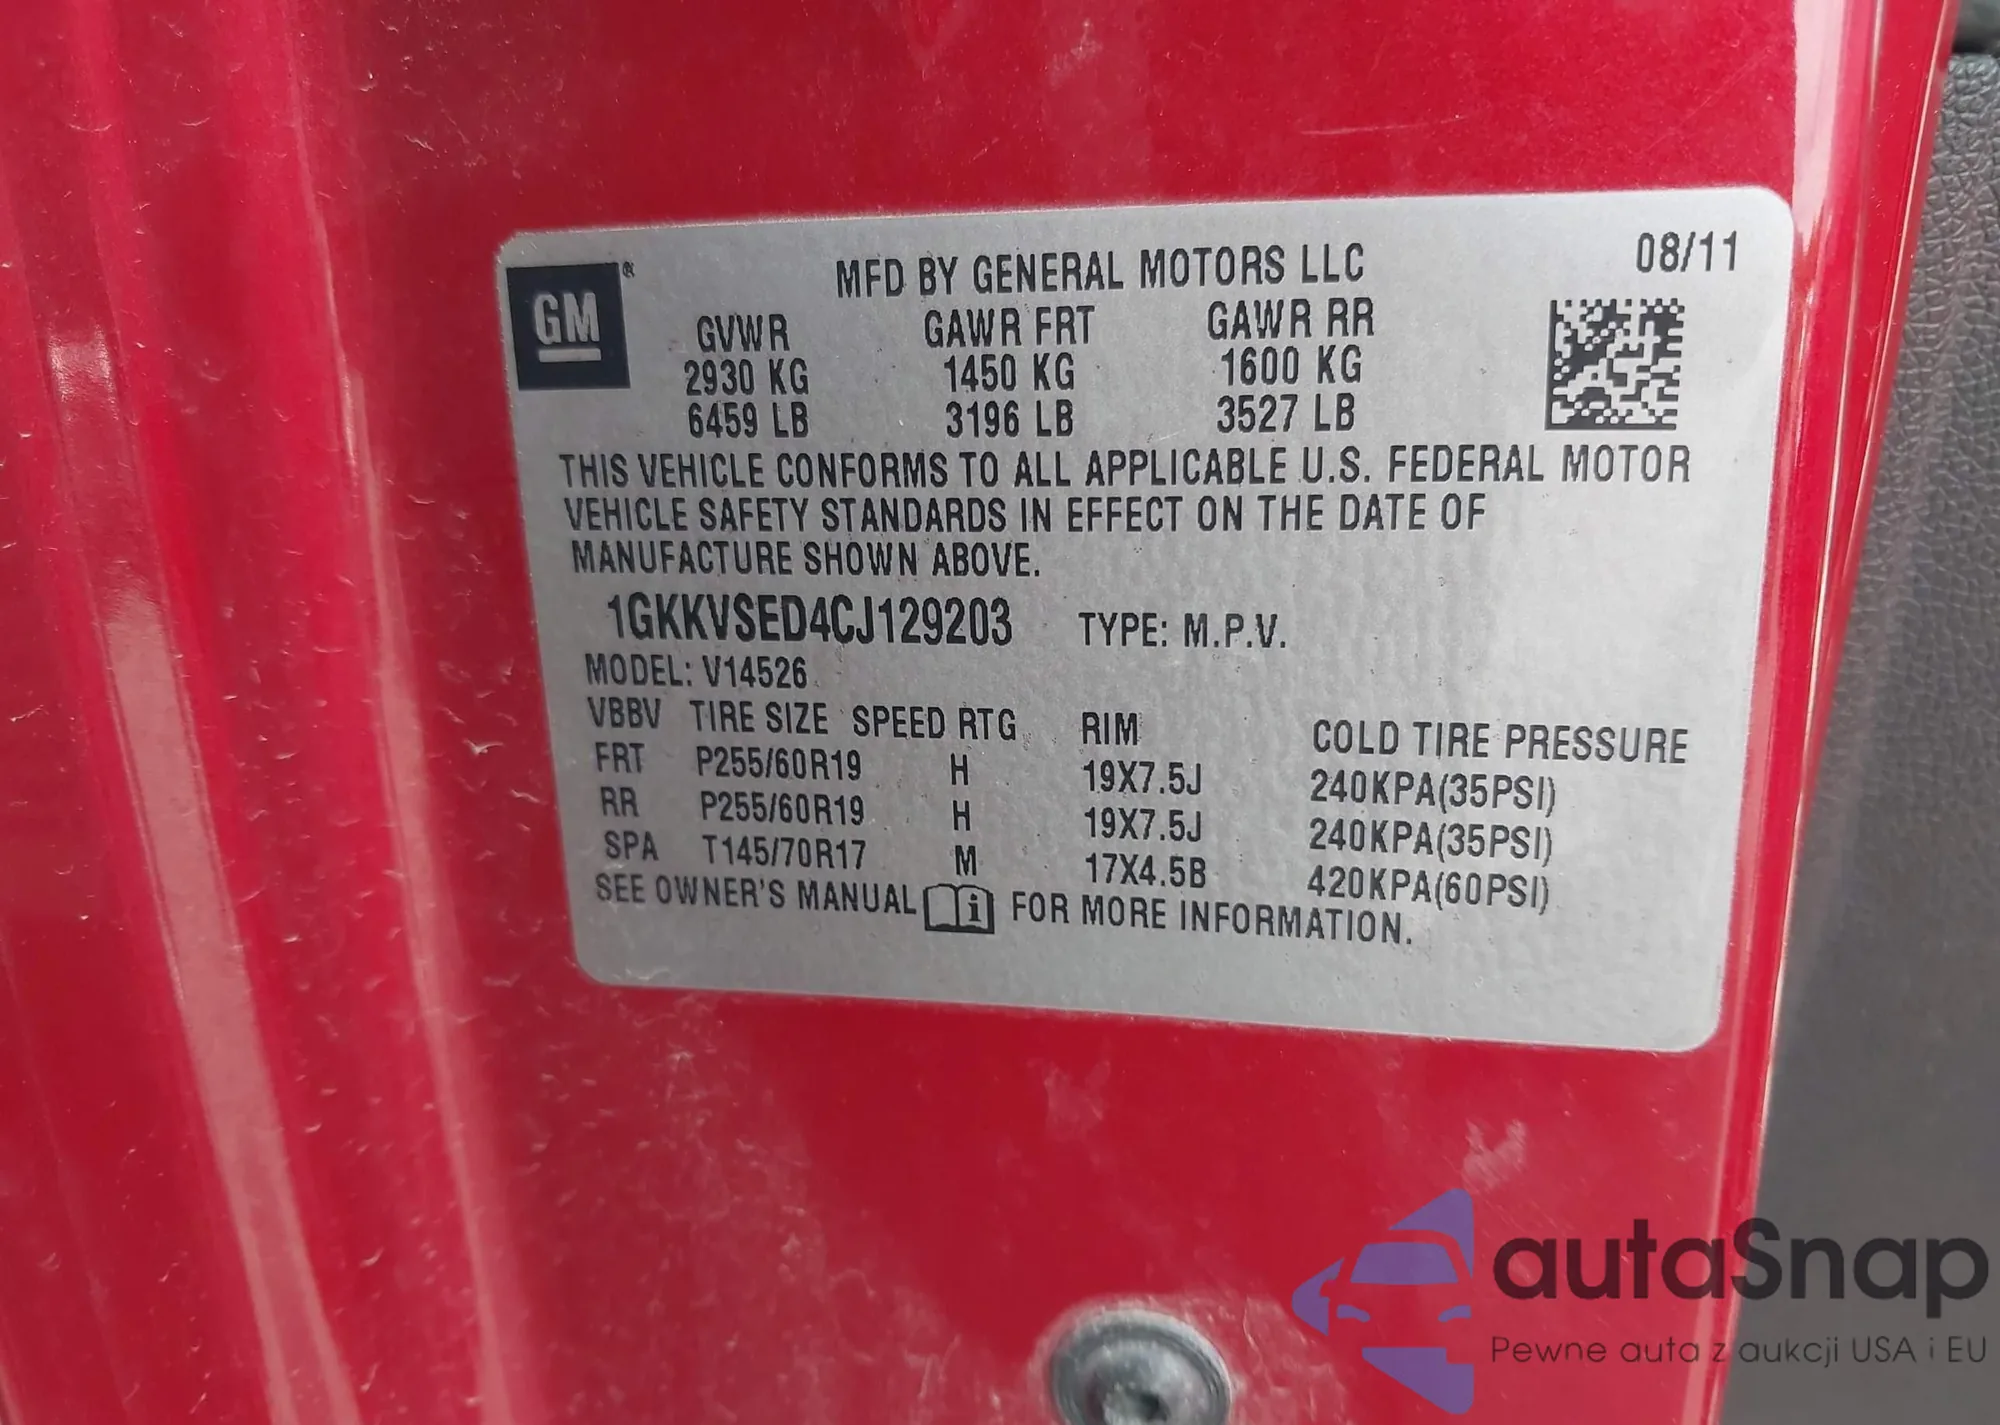 GM®
MFD BY GENERAL MOTORS LLC 08/11
GVWR GAWR FRT GAWR RR
2930 KG 1450 KG 1600 KG
6459 LB 3196 LB 3527 LB
THIS VEHICLE CONFORMS TO ALL APPLICABLE U.S. FEDERAL MOTOR
VEHICLE SAFETY STANDARDS IN EFFECT ON THE DATE OF
MANUFACTURE SHOWN ABOVE.
1GKKVSED4CJ129203 TYPE: M.P.V.
MODEL: V14526
VBBV TIRE SIZE SPEED RTG RIM COLD TIRE PRESSURE
FRT P255/60R19 H 19X7.5J 240KPA(35PSI)
RR P255/60R19 H 19X7.5J 240KPA(35PSI)
SPA T145/70R17 M 17X4.5B 420KPA(60PSI)
SEE OWNER'S MANUAL i FOR MORE INFORMATION.
autaSnap
Pewne auta z aukcji USA i EU